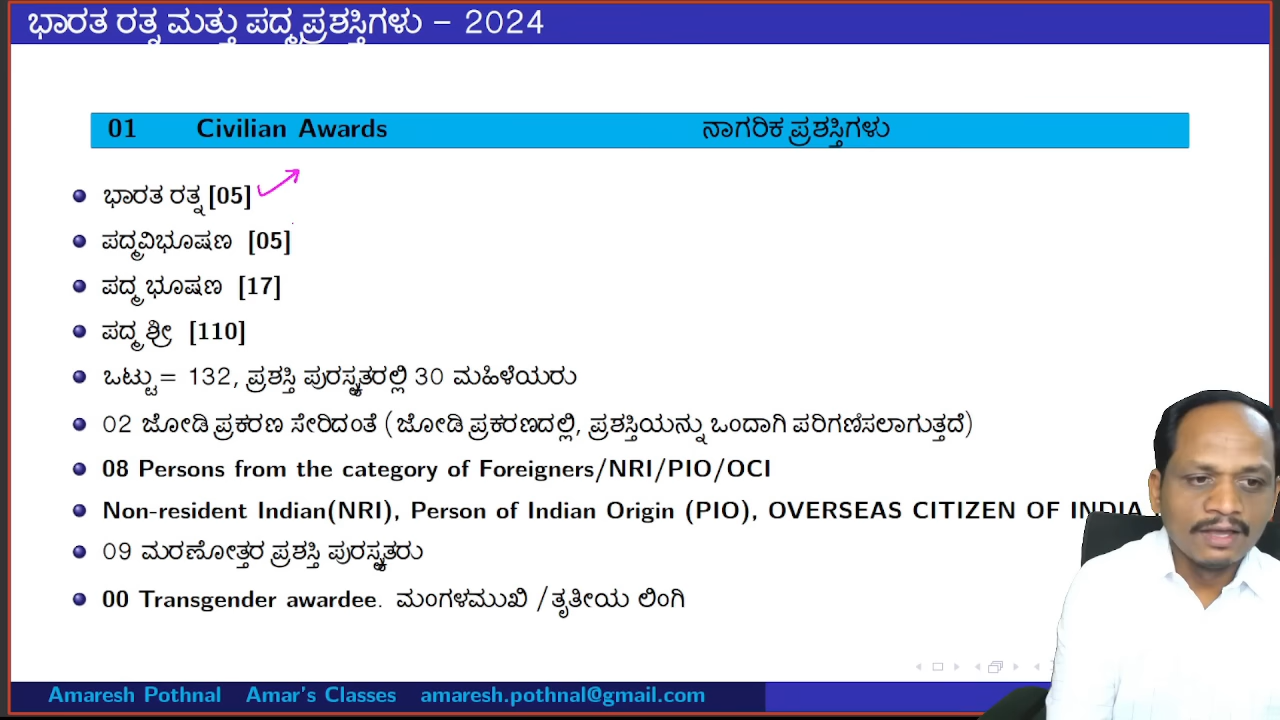 ಭಾರತ ರತ್ನ ಮತ್ತು ಪದ್ಮ ಪ್ರಶಸ್ತಿಗಳು – 2024
01 Civilian Awards ನಾಗರಿಕ ಪ್ರಶಸ್ತಿಗಳು
ಭಾರತ ರತ್ನ [05]
ಪದ್ಮವಿಭೂಷಣ [05]
ಪದ್ಮ ಭೂಷಣ [17]
ಪದ್ಮ ಶ್ರೀ [110]
ಒಟ್ಟು = 132, ಪ್ರಶಸ್ತಿ ಪುರಸ್ಕೃತರಲ್ಲಿ 30 ಮಹಿಳೆಯರು
02 ಜೋಡಿ ಪ್ರಕರಣ ಸೇರಿದಂತೆ (ಜೋಡಿ ಪ್ರಕರಣದಲ್ಲಿ, ಪ್ರಶಸ್ತಿಯನ್ನು ಒಂದಾಗಿ ಪರಿಗಣಿಸಲಾಗುತ್ತದೆ)
08 Persons from the category of Foreigners/NRI/PIO/OCI
Non-resident Indian(NRI), Person of Indian Origin (PIO), OVERSEAS CITIZEN OF INDIA
09 ಮರಣೋತ್ತರ ಪ್ರಶಸ್ತಿ ಪುರಸ್ಕೃತರು
00 Transgender awardee. ಮಂಗಳಮುಖಿ /ತೃತೀಯ ಲಿಂಗಿ
Amaresh Pothnal Amar's Classes amaresh.pothnal@gmail.com